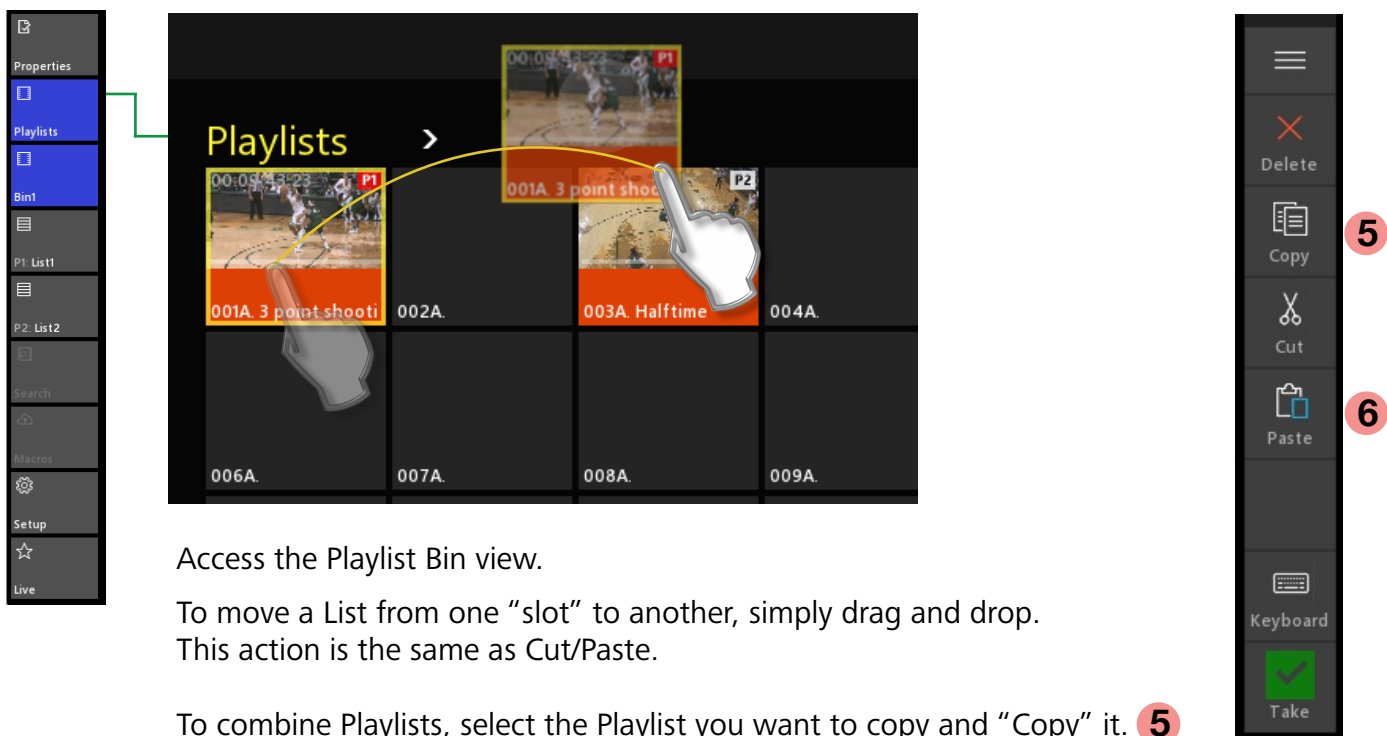 Properties
Playlists
Bin1
P1: List1
P2: List2
Search
Macros
Setup
Live
Playlists >
00:09:43:23 P1
001A. 3 point shooti
002A.
P1
001A. 3 point shoo
P2
003A. Halftime
004A.
006A.
007A.
008A.
009A.
Delete
Copy
5
Cut
Paste
6
Keyboard
Take
Access the Playlist Bin view.
To move a List from one “slot” to another, simply drag and drop.
This action is the same as Cut/Paste.
To combine Playlists, select the Playlist you want to copy and “Copy” it. 5